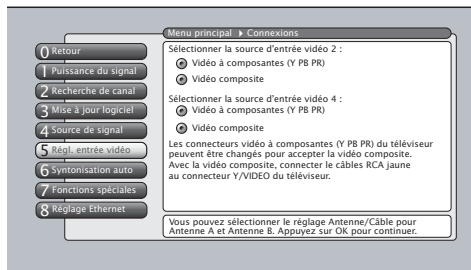 Menu principal ▸ Connexions
0 Retour
1 Puissance du signal
2 Recherche de canal
3 Mise à jour logiciel
4 Source de signal
5 Régl. entrée vidéo
6 Syntonisation auto
7 Fonctions spéciales
8 Réglage Ethernet
Sélectionner la source d'entrée vidéo 2 :
Vidéo à composantes (Y PB PR)
Vidéo composite
Sélectionner la source d'entrée vidéo 4 :
Vidéo à composantes (Y PB PR)
Vidéo composite
Les connecteurs vidéo à composantes (Y PB PR) du téléviseur
peuvent être changés pour accepter la vidéo composite.
Avec la vidéo composite, connecter le câbles RCA jaune
au connecteur Y/VIDEO du téléviseur.
Vous pouvez sélectionner le réglage Antenne/Câble pour
Antenne A et Antenne B. Appuyez sur OK pour continuer.